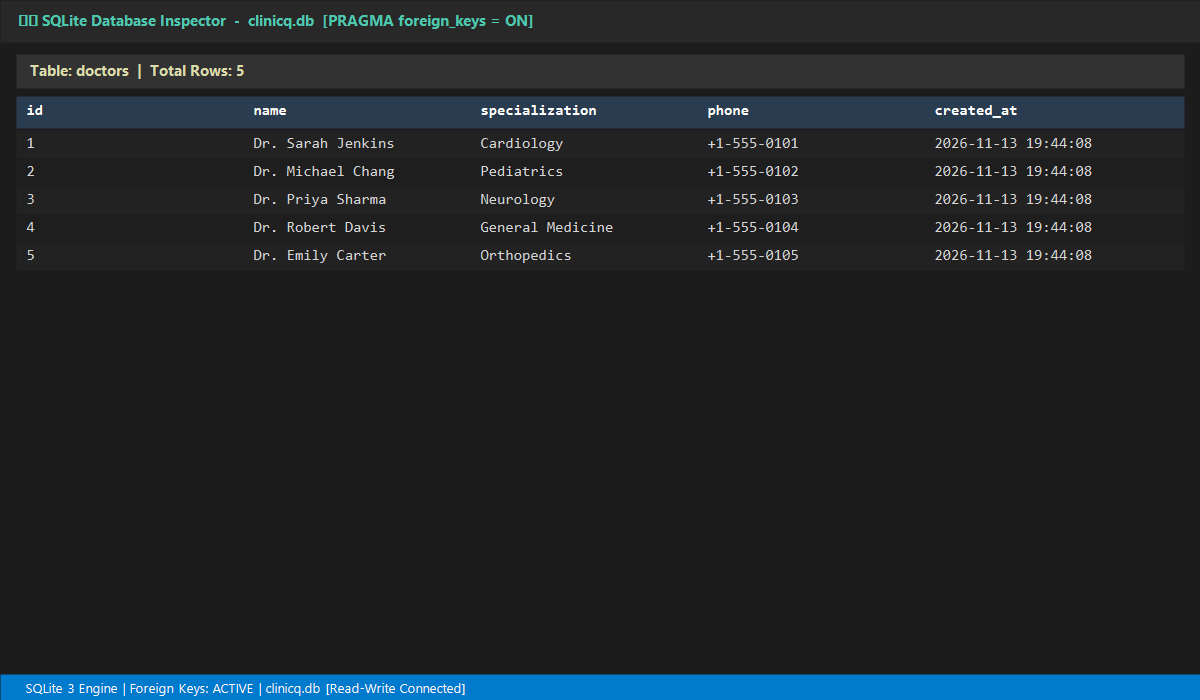 SQLite Database Inspector - clinicq.db [PRAGMA foreign_keys = ON]
Table: doctors | Total Rows: 5
id name specialization phone created_at
1 Dr. Sarah Jenkins Cardiology +1-555-0101 2026-11-13 19:44:08
2 Dr. Michael Chang Pediatrics +1-555-0102 2026-11-13 19:44:08
3 Dr. Priya Sharma Neurology +1-555-0103 2026-11-13 19:44:08
4 Dr. Robert Davis General Medicine +1-555-0104 2026-11-13 19:44:08
5 Dr. Emily Carter Orthopedics +1-555-0105 2026-11-13 19:44:08
SQLite 3 Engine | Foreign Keys: ACTIVE | clinicq.db [Read-Write Connected]